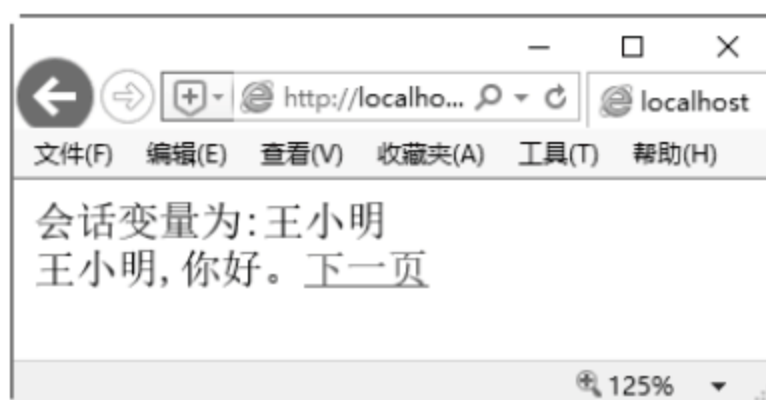 http://localho... localhost
文件(F) 编辑(E) 查看(V) 收藏夹(A) 工具(T) 帮助(H)
会话变量为:王小明
王小明,你好。下一页
125%